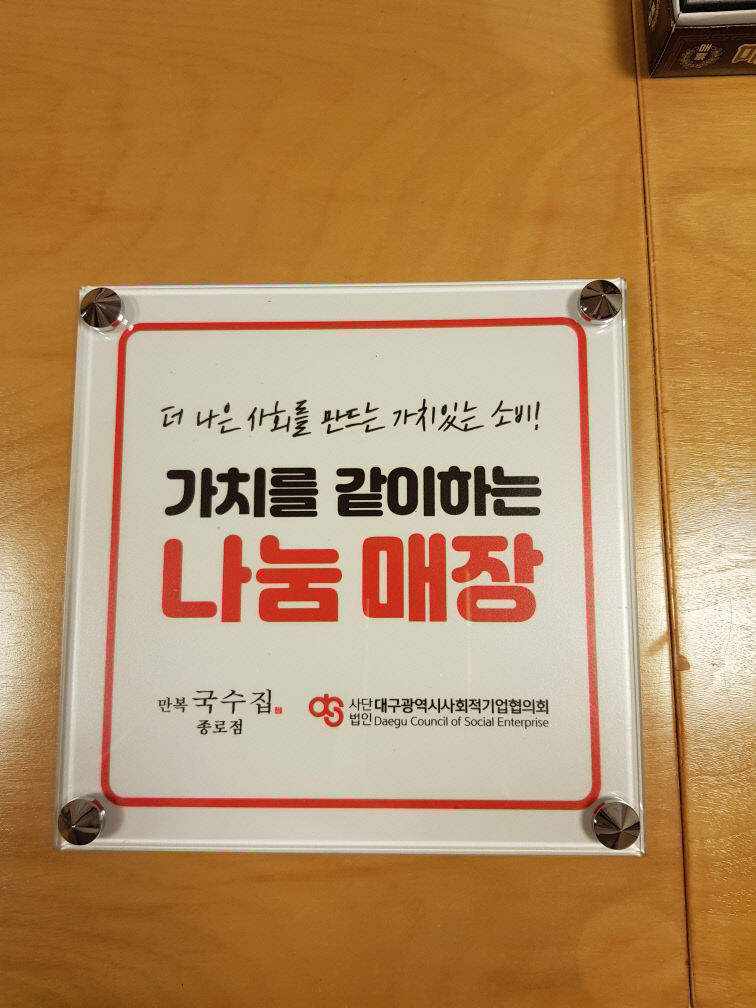 더 나은 사회를 만드는 가치있는 소비!
가치를 같이하는
나눔 매장
만복 국수집
종로점
사단법인 대구광역시사회적기업협의회
Daegu Council of Social Enterprise